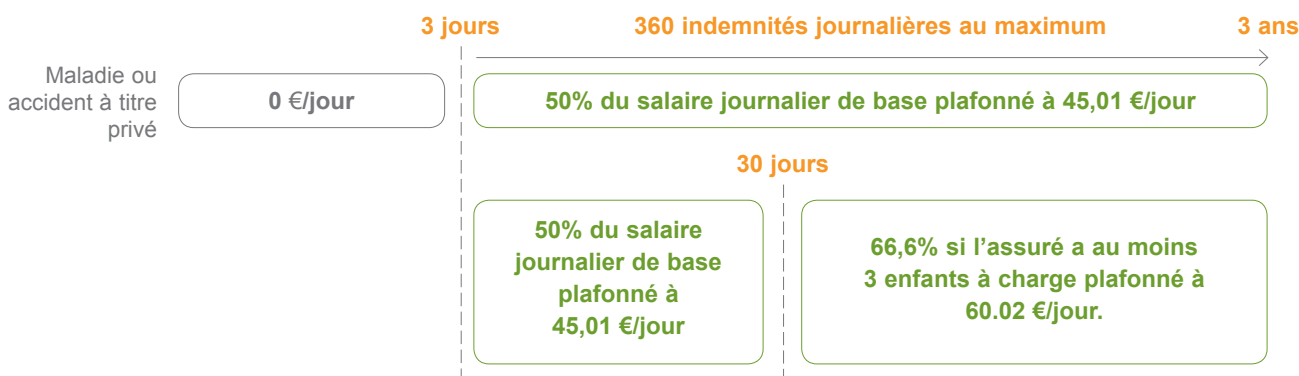 3 jours
360 indemnités journalières au maximum
3 ans
Maladie ou
accident à titre
privé
0 €/jour
50% du salaire journalier de base plafonné à 45,01 €/jour
30 jours
50% du salaire
journalier de base
plafonné à
45,01 €/jour
66,6% si l’assuré a au moins
3 enfants à charge plafonné à
60.02 €/jour.